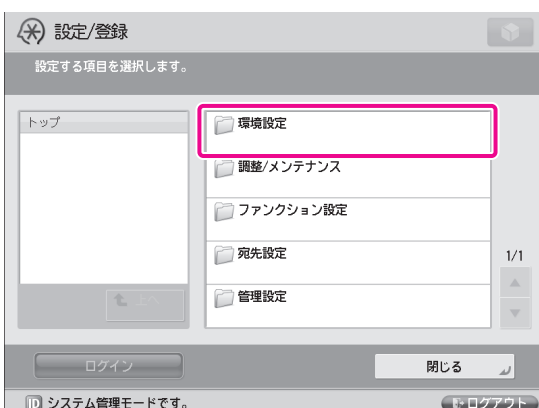 設定/登録
設定する項目を選択します。
トップ
環境設定
調整/メンテナンス
ファンクション設定
宛先設定
管理設定
1/1
上へ
ログイン
閉じる
ID システム管理モードです。
ログアウト